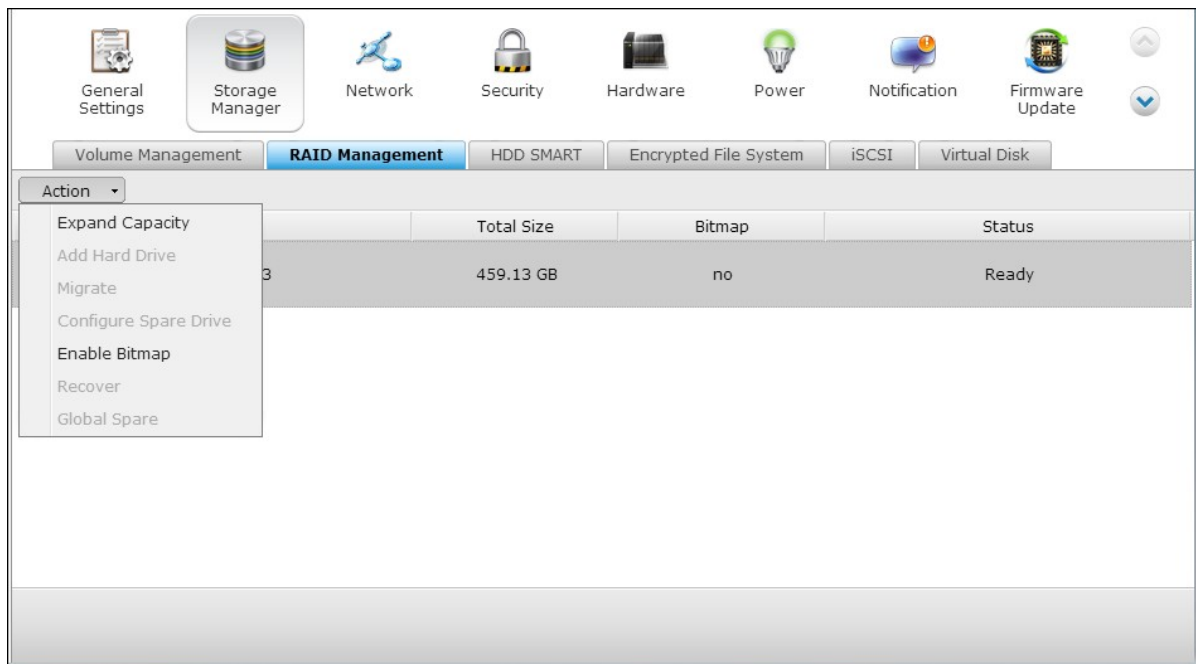 General Settings
Storage Manager
Network
Security
Hardware
Power
Notification
Firmware Update
Volume Management
RAID Management
HDD SMART
Encrypted File System
iSCSI
Virtual Disk
Action
Total Size
Bitmap
Status
3
459.13 GB
no
Ready
Expand Capacity
Add Hard Drive
Migrate
Configure Spare Drive
Enable Bitmap
Recover
Global Spare